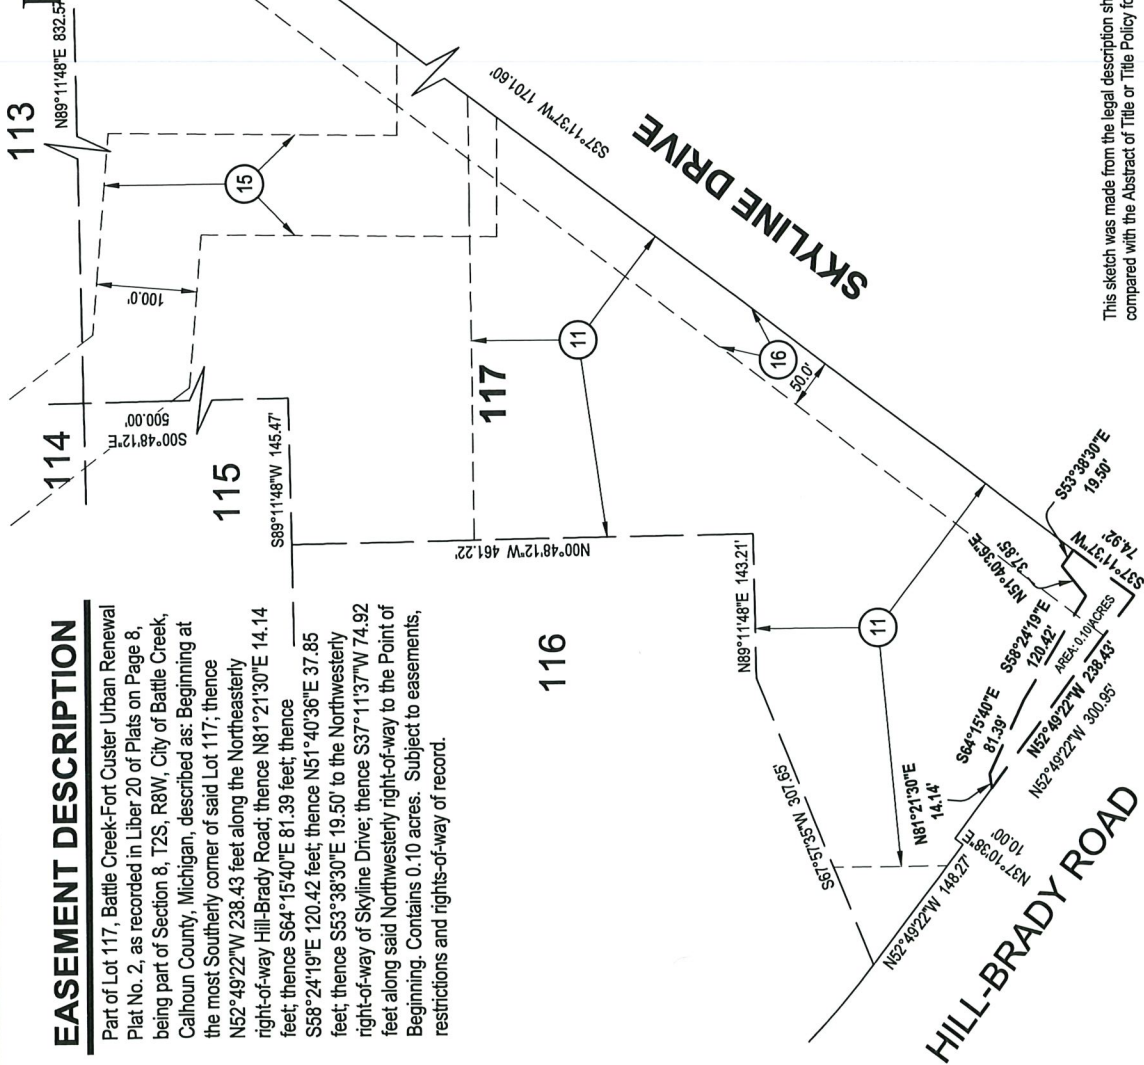 EASEMENT DESCRIPTION
Part of Lot 117, Battle Creek-Fort Custer Urban Renewal
Plat No. 2, as recorded in Liber 20 of Plats on Page 8,
being part of Section 8, T2S, R8W, City of Battle Creek,
Calhoun County, Michigan, described as: Beginning at
the most Southerly corner of said Lot 117; thence
N52°49'22"W 238.43 feet along the Northeasterly
right-of-way Hill-Brady Road; thence N81°21'30"E 14.14
feet; thence S64°15'40"E 81.39 feet; thence
S58°24'19"E 120.42 feet; thence N51°40'36"E 37.85
feet; thence S53°38'30"E 19.50' to the Northwesterly
right-of-way of Skyline Drive; thence S37°11'37"W 74.92
feet along said Northwesterly right-of-way to the Point of
Beginning. Contains 0.10 acres. Subject to easements,
restrictions and rights-of-way of record.
113
N89°11'48"E 832.5
114
S00°48'12"E
500.00'
100.0'
15
115
S89°11'48"W 145.47'
S37°11'37"W 1701.60'
SKYLINE DRIVE
117
11
16
50.0'
N00°48'12"W 461.22'
116
N89°11'48"E 143.21'
11
S67°57'35"W 307.65'
N52°49'22"W 148.27'
N37°10'38"E
10.00'
N81°21'30"E
14.14'
S64°15'40"E
81.39'
S58°24'19"E
120.42'
AREA: 0.10/ACRES
N52°49'22"W 238.43'
N52°49'22"W 300.95'
N51°40'36"E
37.85'
S53°38'30"E
19.50'
S37°11'37"W
74.92'
HILL-BRADY ROAD
This sketch was made from the legal description sh
compared with the Abstract of Title or Title Policy fo